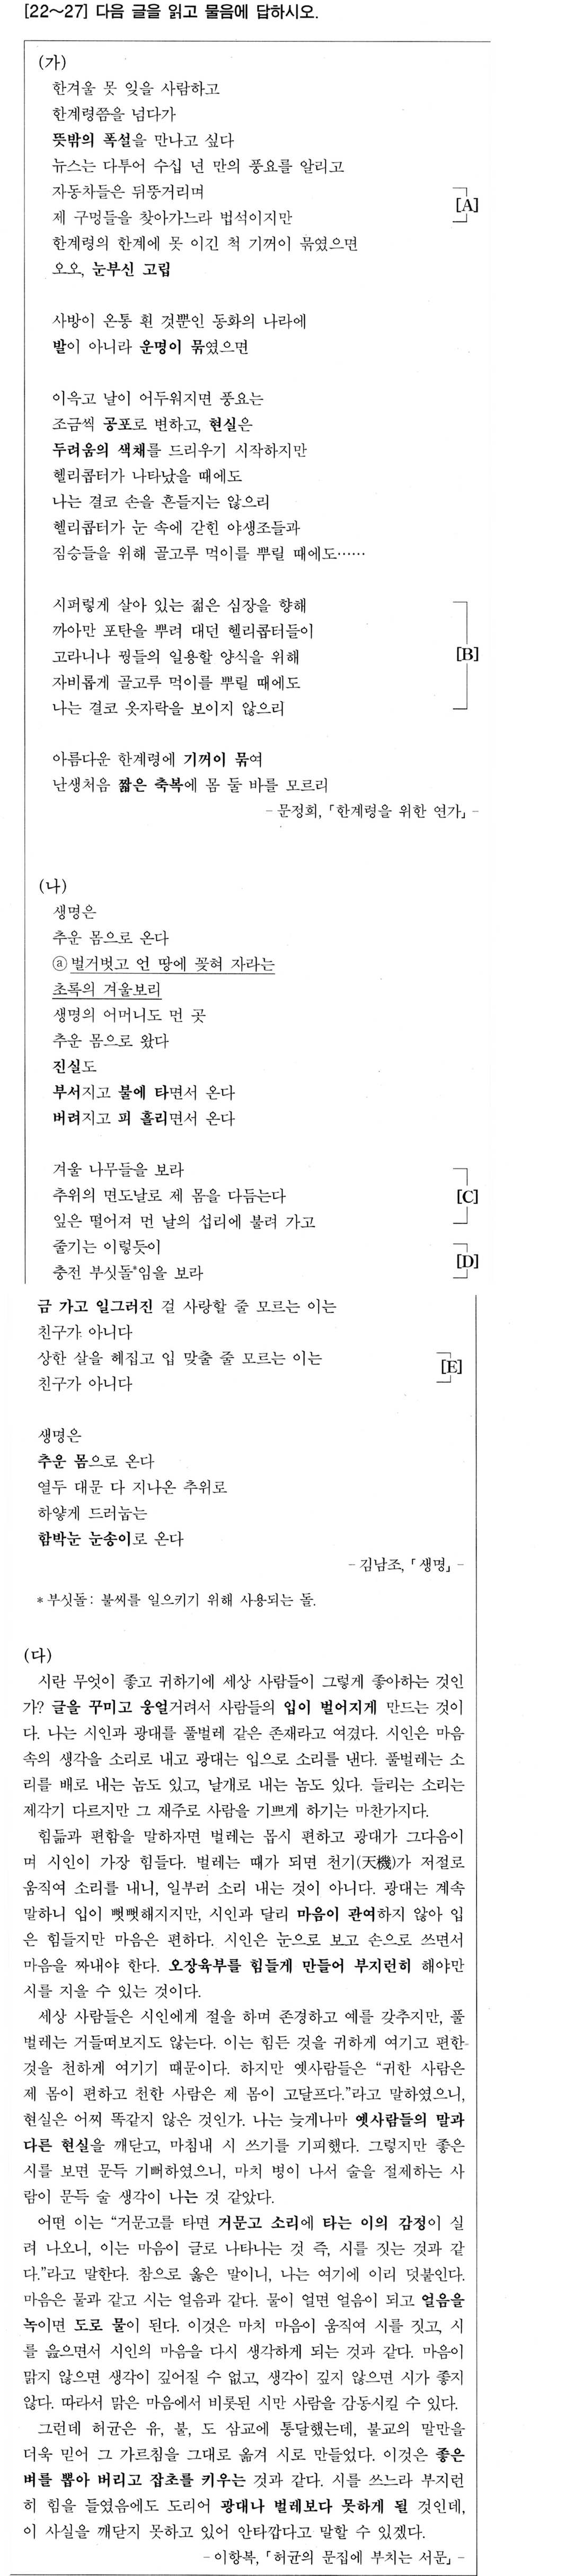 [22～27] 다음 글을 읽고 물음에 답하시오.
(가)
한겨울 못 잊을 사람하고
한계령쯤을 넘다가
뜻밖의 폭설을 만나고 싶다
뉴스는 다투어 수십 년 만의 풍요를 알리고
자동차들은 뒤뚱거리며
제 구멍들을 찾아가느라 법석이지만
[A]
한계령의 한계에 못 이긴 척 기꺼이 묶였으면
오오, 눈부신 고립
사방이 온통 흰 것뿐인 동화의 나라에
발이 아니라 운명이 묶였으면
이윽고 날이 어두워지면 풍요는
조금씩 공포로 변하고, 현실은
두려움의 색채를 드리우기 시작하지만
헬리콥터가 나타났을 때에도
나는 결코 손을 흔들지는 않으리
헬리콥터가 눈 속에 갇힌 야생조들과
짐승들을 위해 골고루 먹이를 뿌릴 때에도……
시퍼렇게 살아 있는 젊은 심장을 향해
까아만 포탄을 뿌려 대던 헬리콥터들이
고라니나 꿩들의 일용할 양식을 위해
[B]
자비롭게 골고루 먹이를 뿌릴 때에도
나는 결코 옷자락을 보이지 않으리
아름다운 한계령에 기꺼이 묶여
난생처음 짧은 축복에 몸 둘 바를 모르리
- 문정희, 「한계령을 위한 연가」 -
(나)
생명은
추운 몸으로 온다
ⓐ 벌거벗고 언 땅에 꽂혀 자라는
초록의 겨울보리
생명의 어머니도 먼 곳
추운 몸으로 왔다
진실도
부서지고 불에 타면서 온다
버려지고 피 흘리면서 온다
겨울 나무들을 보라
추위의 면도날로 제 몸을 다듬는다
[C]
잎은 떨어져 먼 날의 섭리에 불려 가고
줄기는 이렇듯이
[D]
충전 부싯돌*임을 보라
금 가고 일그러진 걸 사랑할 줄 모르는 이는
친구가 아니다
상한 살을 헤집고 입 맞출 줄 모르는 이는
[E]
친구가 아니다
생명은
추운 몸으로 온다
열두 대문 다 지나온 추위로
하얗게 드러눕는
함박눈 눈송이로 온다
- 김남조, 「생명」 -
* 부싯돌: 불씨를 일으키기 위해 사용되는 돌.
(다)
시란 무엇이 좋고 귀하기에 세상 사람들이 그렇게 좋아하는 것인
가? 글을 꾸미고 웅얼거려서 사람들의 입이 벌어지게 만드는 것이
다. 나는 시인과 광대를 풀벌레 같은 존재라고 여겼다. 시인은 마음
속의 생각을 소리로 내고 광대는 입으로 소리를 낸다. 풀벌레는 소
리를 배로 내는 놈도 있고, 날개로 내는 놈도 있다. 들리는 소리는
제각기 다르지만 그 재주로 사람을 기쁘게 하기는 마찬가지다.
힘듦과 편함을 말하자면 벌레는 몹시 편하고 광대가 그다음이
며 시인이 가장 힘들다. 벌레는 때가 되면 천기(天機)가 저절로
움직여 소리를 내니, 일부러 소리 내는 것이 아니다. 광대는 계속
말하니 입이 뻣뻣해지지만, 시인과 달리 마음이 관여하지 않아 입
은 힘들지만 마음은 편하다. 시인은 눈으로 보고 손으로 쓰면서
마음을 짜내야 한다. 오장육부를 힘들게 만들어 부지런히 해야만
시를 지을 수 있는 것이다.
세상 사람들은 시인에게 절을 하며 존경하고 예를 갖추지만, 풀
벌레는 거들떠보지도 않는다. 이는 힘든 것을 귀하게 여기고 편한
것을 천하게 여기기 때문이다. 하지만 옛사람들은 “귀한 사람은
제 몸이 편하고 천한 사람은 제 몸이 고달프다.”라고 말하였으니,
현실은 어찌 똑같지 않은 것인가. 나는 늦게나마 옛사람들의 말과
다른 현실을 깨닫고, 마침내 시 쓰기를 기피했다. 그렇지만 좋은
시를 보면 문득 기뻐하였으니, 마치 병이 나서 술을 절제하는 사
람이 문득 술 생각이 나는 것 같았다.
어떤 이는 “거문고를 타면 거문고 소리에 타는 이의 감정이 실
려 나오니, 이는 마음이 글로 나타나는 것 즉, 시를 짓는 것과 같
다.”라고 말한다. 참으로 옳은 말이니, 나는 여기에 이리 덧붙인다.
마음은 물과 같고 시는 얼음과 같다. 물이 얼면 얼음이 되고 얼음을
녹이면 도로 물이 된다. 이것은 마치 마음이 움직여 시를 짓고, 시
를 읊으면서 시인의 마음을 다시 생각하게 되는 것과 같다. 마음이
맑지 않으면 생각이 깊어질 수 없고, 생각이 깊지 않으면 시가 좋지
않다. 따라서 맑은 마음에서 비롯된 시만 사람을 감동시킬 수 있다.
그런데 허균은 유, 불, 도 삼교에 통달했는데, 불교의 말만을
더욱 믿어 그 가르침을 그대로 옮겨 시로 만들었다. 이것은 좋은
벼를 뽑아 버리고 잡초를 키우는 것과 같다. 시를 쓰느라 부지런
히 힘을 들였음에도 도리어 광대나 벌레보다 못하게 될 것인데,
이 사실을 깨닫지 못하고 있어 안타깝다고 말할 수 있겠다.
- 이항복, 「허균의 문집에 부치는 서문」 -